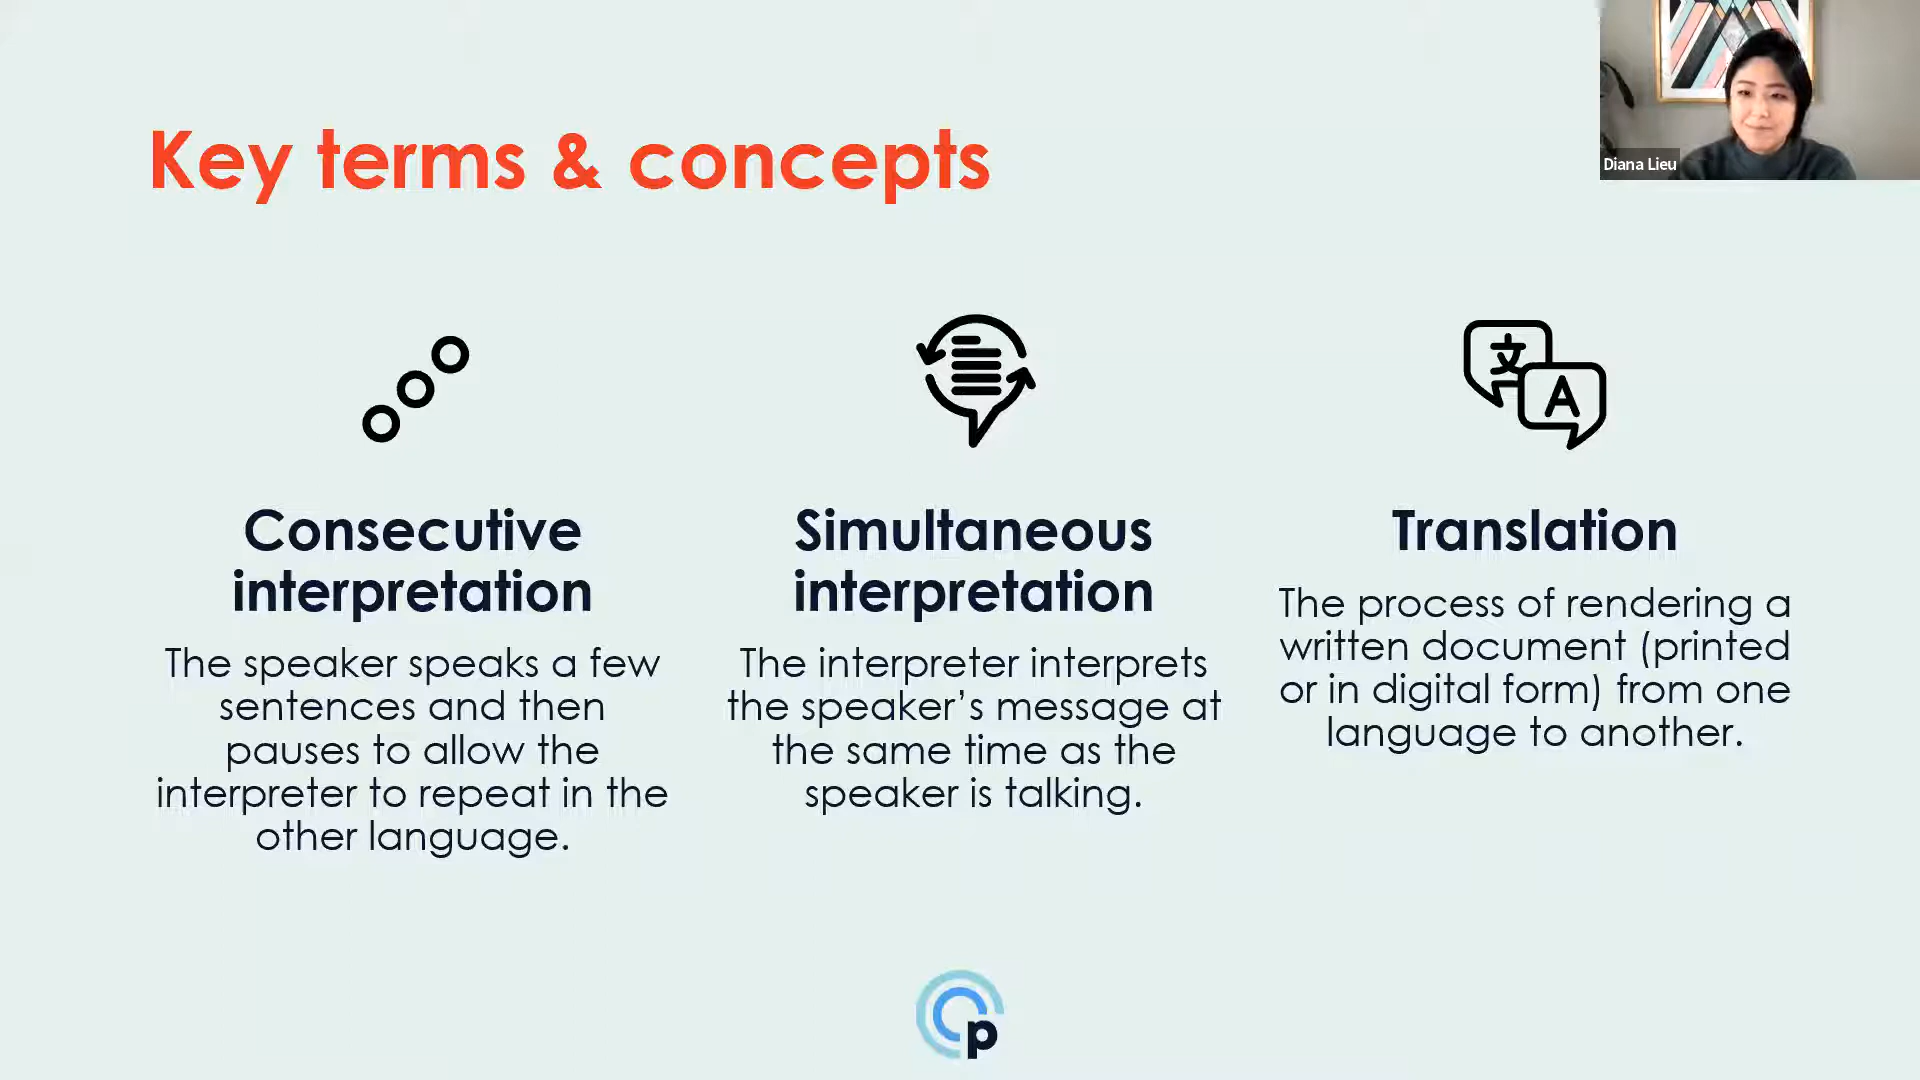 Key terms & concepts
Diana Lieu
文
A
Consecutive
interpretation
The speaker speaks a few
sentences and then
pauses to allow the
interpreter to repeat in the
other language.
Simultaneous
interpretation
The interpreter interprets
the speaker’s message at
the same time as the
speaker is talking.
Translation
The process of rendering a
written document (printed
or in digital form) from one
language to another.
p